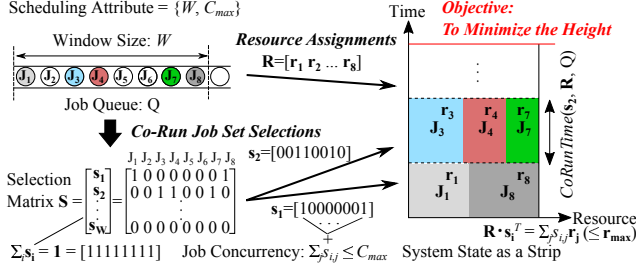 Scheduling Attribute = {W, Cmax}
Window Size: W
J1 J2 J3 J4 J5 J6 J7 J8
Job Queue: Q
Resource Assignments
R=[r1 r2 ... r8]
Co-Run Job Set Selections
s2=[00110010]
J1 J2 J3 J4 J5 J6 J7 J8
Selection
Matrix S = [s1 s2 : sW] =
1 0 0 0 0 0 0 1
0 0 1 1 0 0 1 0
:
0 0 0 0 0 0 0 0
s1=[10000001]
+
∑i si = 1 = [11111111]
Job Concurrency: ∑j si,j ≤ Cmax
Objective:
To Minimize the Height
Time
⋮
r3 r4 r7
J3 J4 J7
CoRunTime(s2, R, Q)
r1 r8
J1 J8
Resource
R · siT = ∑j si,j rj (≤ rmax)
System State as a Strip